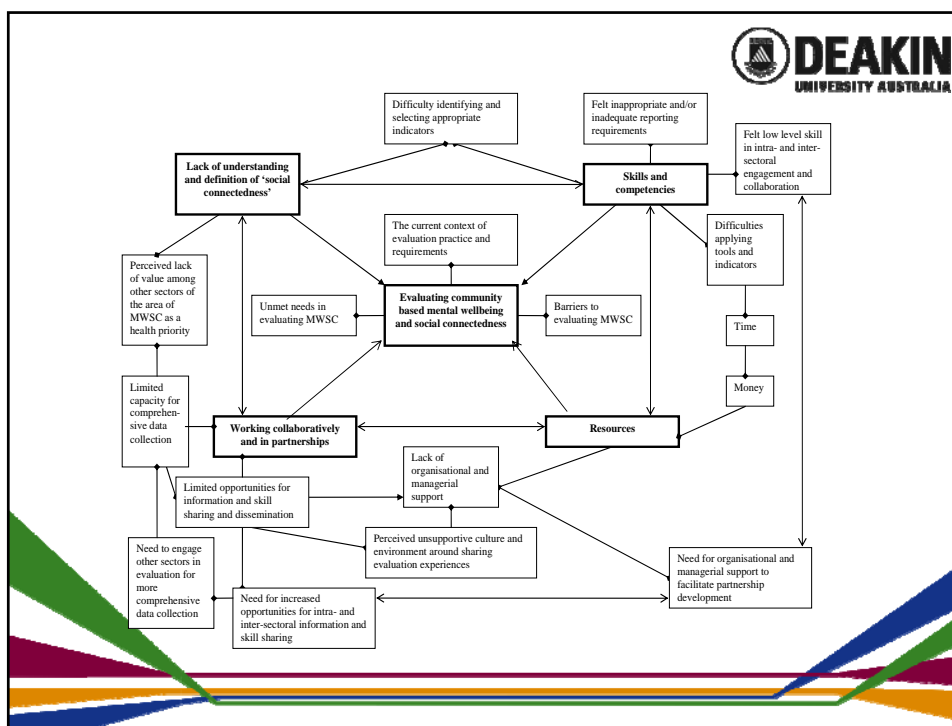 DEAKIN
UNIVERSITY AUSTRALIA
Difficulty identifying and
selecting appropriate
indicators
Felt inappropriate and/or
inadequate reporting
requirements
Felt low level skill
in intra- and inter-
sectoral
engagement and
collaboration
Lack of understanding
and definition of ‘social
connectedness’
Skills and
competencies
The current context of
evaluation practice and
requirements
Difficulties
applying
tools and
indicators
Perceived lack
of value among
other sectors of
the area of
MWSC as a
health priority
Unmet needs in
evaluating MWSC
Evaluating community
based mental wellbeing
and social connectedness
Barriers to
evaluating MWSC
Time
Money
Limited
capacity for
comprehen-
sive data
collection
Working collaboratively
and in partnerships
Resources
Lack of
organisational and
managerial
support
Limited opportunities for
information and skill
sharing and dissemination
Perceived unsupportive culture and
environment around sharing
evaluation experiences
Need to engage
other sectors in
evaluation for
more
comprehensive
data collection
Need for increased
opportunities for intra- and
inter-sectoral information and
skill sharing
Need for organisational and
managerial support to
facilitate partnership
development